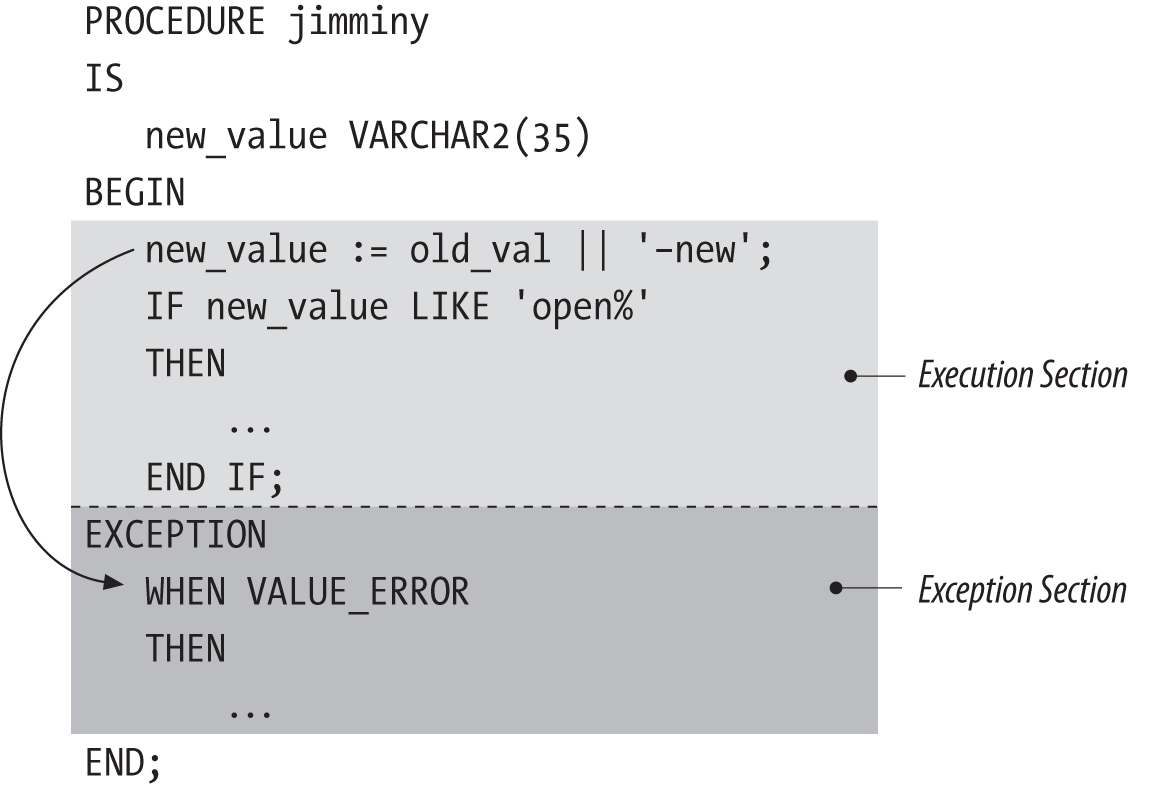 PROCEDURE jimminy
IS
new_value VARCHAR2(35)
BEGIN
new_value := old_val || '-new';
IF new_value LIKE 'open%'
THEN
...
END IF;
Execution Section
EXCEPTION
WHEN VALUE_ERROR
THEN
...
Exception Section
END;